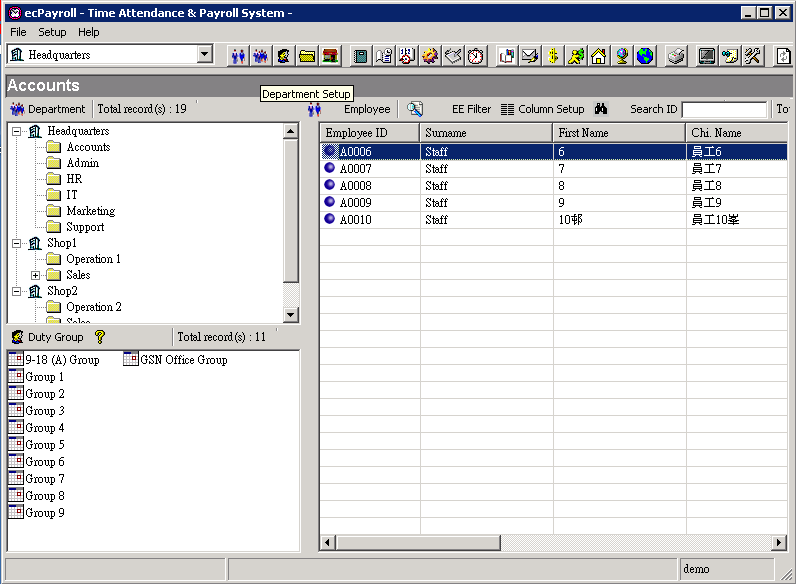 ecPayroll - Time Attendance & Payroll System -
File Setup Help
Headquarters
Accounts
Department Setup
Department Total record(s) : 19
Employee EE Filter Column Setup Search ID To
Headquarters
Accounts
Admin
HR
IT
Marketing
Support
Shop1
Operation 1
Sales
Shop2
Operation 2
Sales
Employee ID Surname First Name Chi. Name
A0006 Staff 6 員工6
A0007 Staff 7 員工7
A0008 Staff 8 員工8
A0009 Staff 9 員工9
A0010 Staff 10邨 員工10峯
Duty Group Total record(s) : 11
9-18 (A) Group GSN Office Group
Group 1
Group 2
Group 3
Group 4
Group 5
Group 6
Group 7
Group 8
Group 9
demo